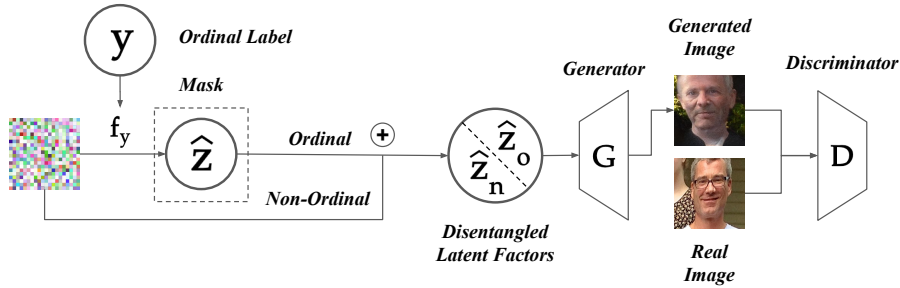 y
Ordinal Label
f_y
Mask
ẑ
Ordinal
+
Non-Ordinal
ẑ_o
ẑ_n
Disentangled
Latent Factors
Generator
G
Generated
Image
Real
Image
Discriminator
D